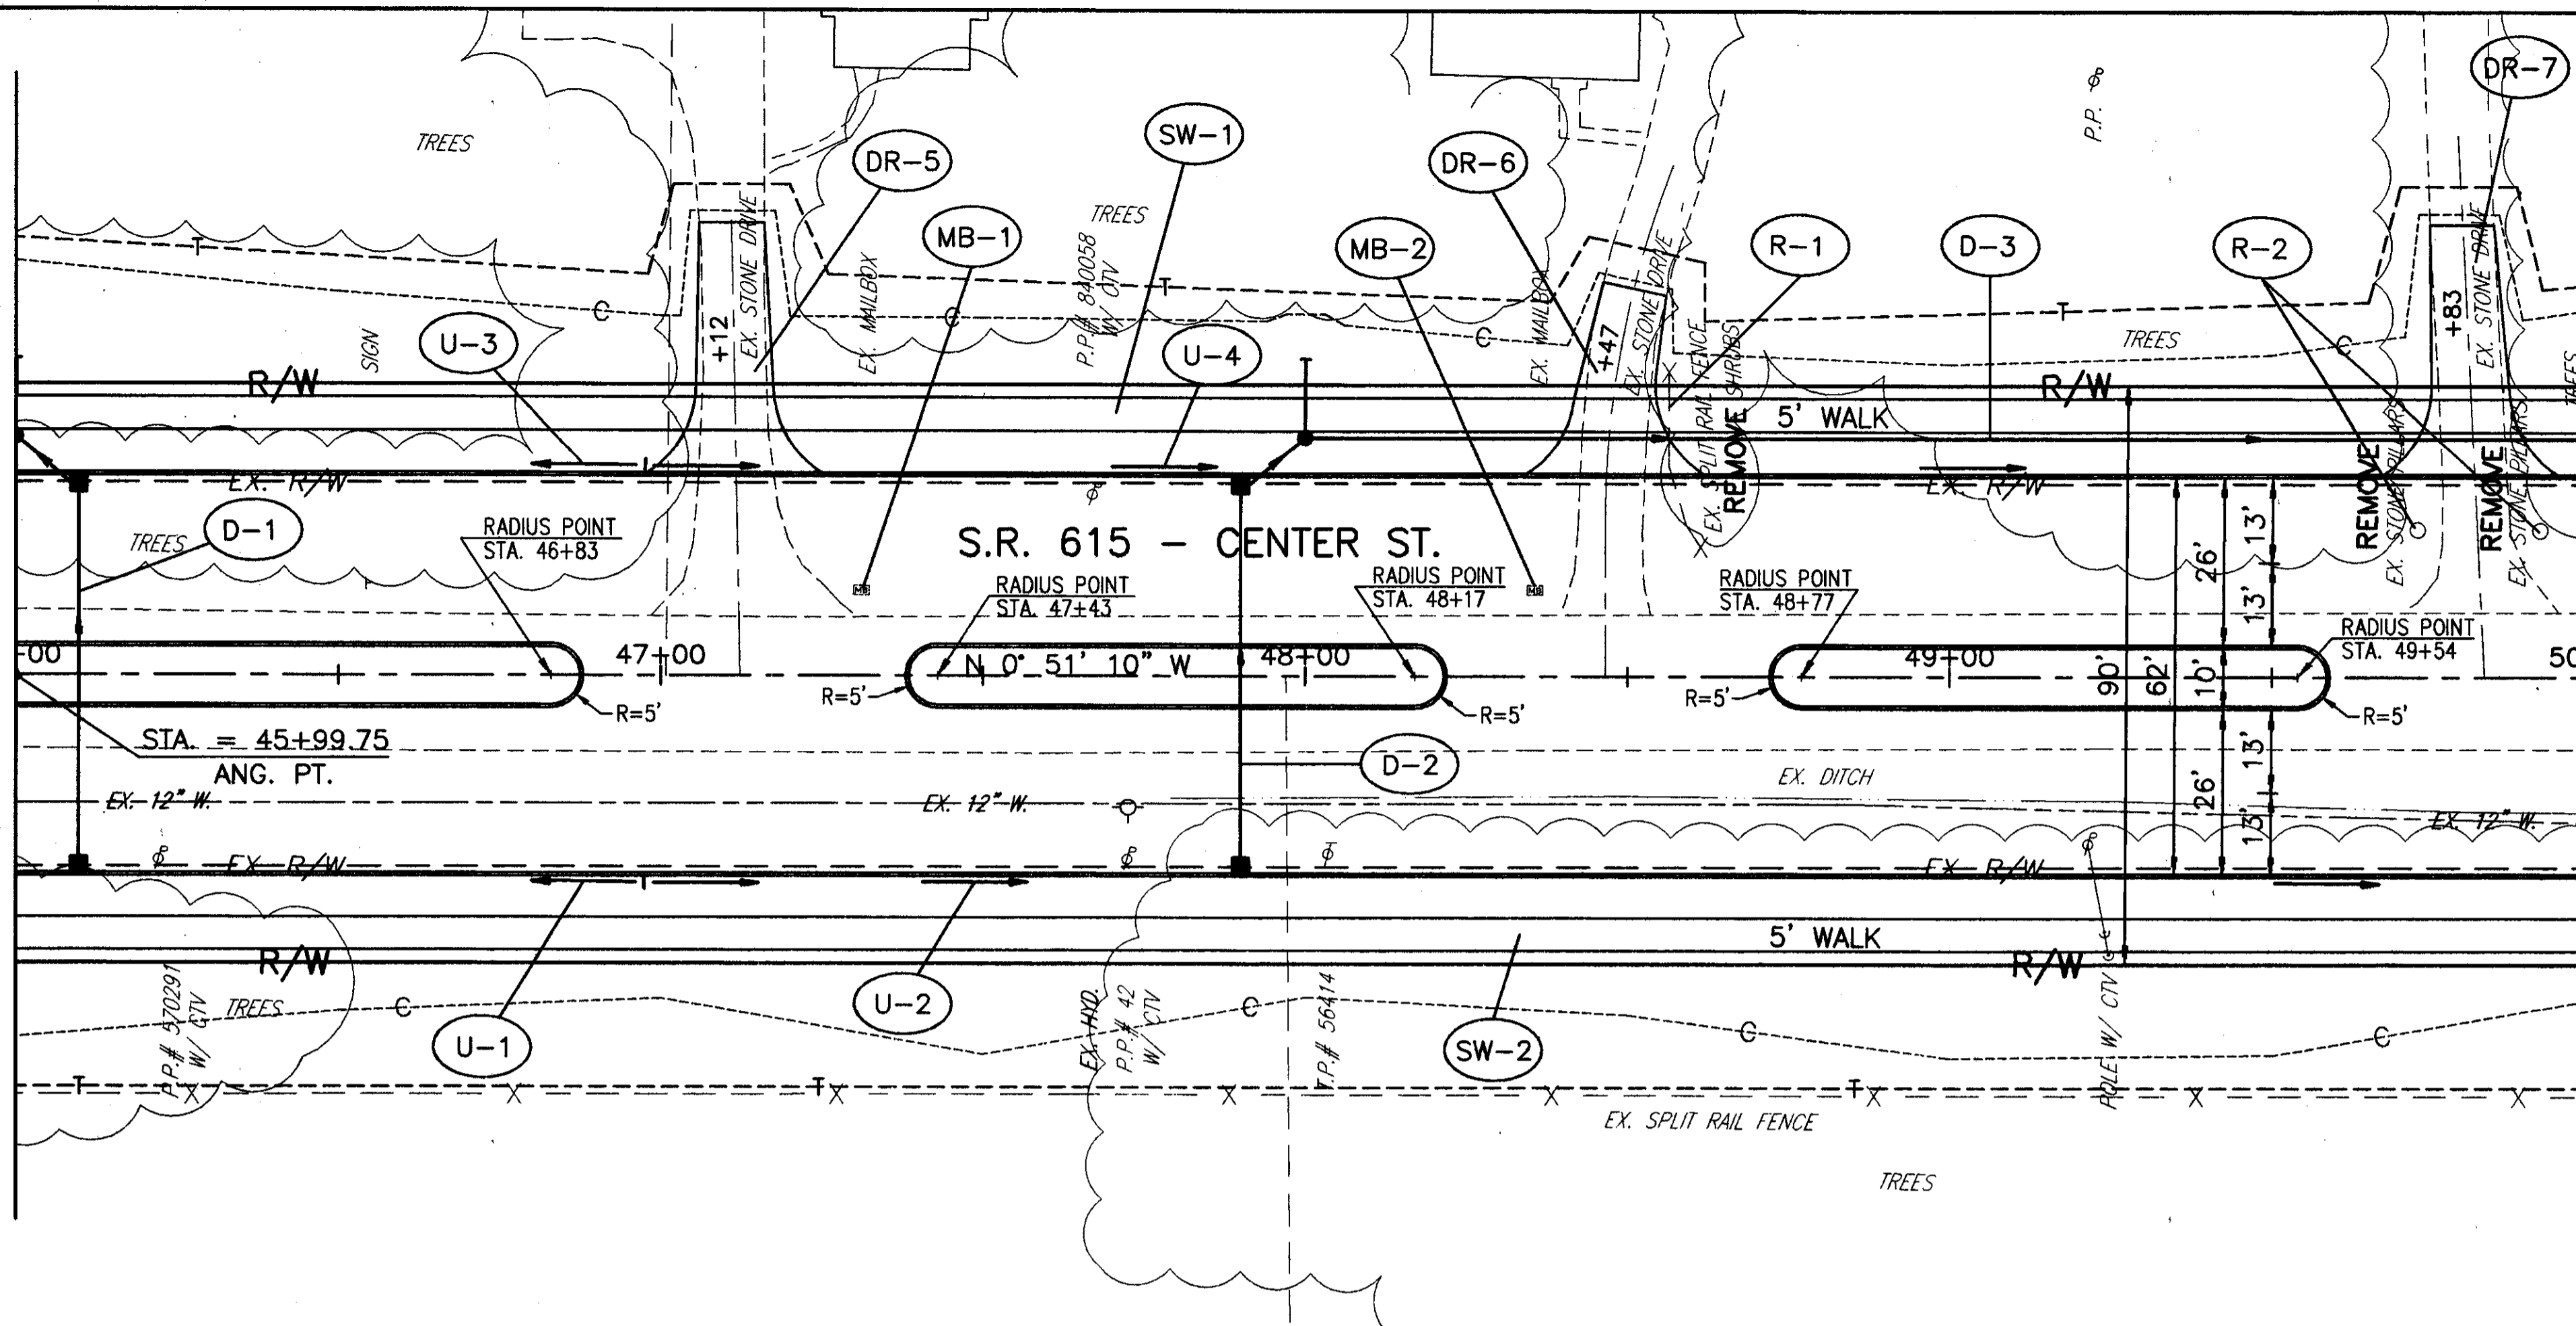 DR-7
P.P.
TREES
SW-1
DR-5
DR-6
TREES
MB-1
MB-2
R-1
D-3
R-2
EX. STONE DRIVE
EX. MAILBOX
P.P.# 840058
W/ CTV
EX. MAILBOX
EX. STONE DRIVE
EX. STONE DRIVE
T
T
T
C
C
C
C
SIGN
U-3
+12
U-4
+47
+83
TREES
TREES
R/W
R/W
5' WALK
EX. SPLIT RAIL FENCE
REMOVE SHRUBS
EX. R/W
EX. R/W
REMOVE
EX. STONE PILLARS
REMOVE
EX. STONE PILLARS
D-1
TREES
RADIUS POINT
STA. 46+83
S.R. 615 - CENTER ST.
RADIUS POINT
STA. 47+43
RADIUS POINT
STA. 48+17
RADIUS POINT
STA. 48+77
RADIUS POINT
STA. 49+54
MB
MB
-00
47+00
N 0° 51' 10" W
48+00
49+00
50
R=5'
R=5'
R=5'
R=5'
R=5'
90'
62'
26'
10'
26'
13'
13'
13'
13'
STA. = 45+99.75
ANG. PT.
D-2
EX. DITCH
EX. 12" W.
EX. 12" W.
EX. 12" W.
EX. R/W
EX. R/W
5' WALK
R/W
R/W
P.P.# 570291
W/ CTV
TREES
C
C
C
C
U-1
U-2
EX. HYD.
P.P.# 42
W/ CTV
T.P.# 56414
SW-2
POLE W/ CTV
T
T
T
X
X
X
X
X
X
X
X
EX. SPLIT RAIL FENCE
TREES